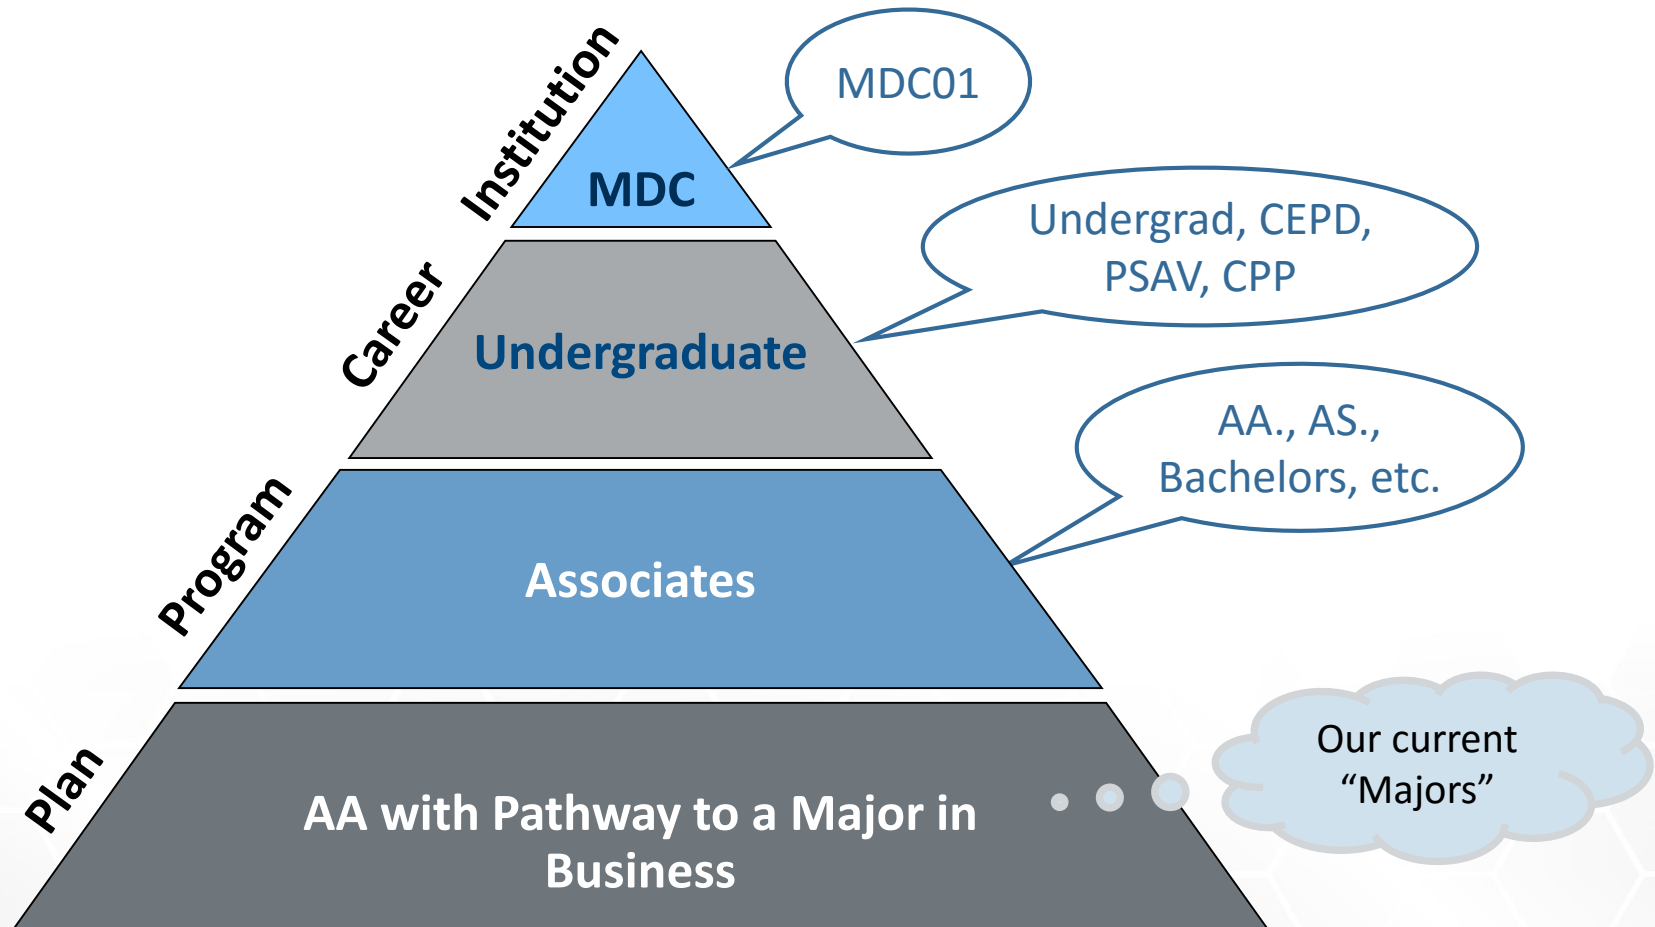 Institution
MDC
MDC01
Career
Undergraduate
Undergrad, CEPD,
PSAV, CPP
Program
Associates
AA., AS.,
Bachelors, etc.
Plan
AA with Pathway to a Major in
Business
Our current
“Majors”